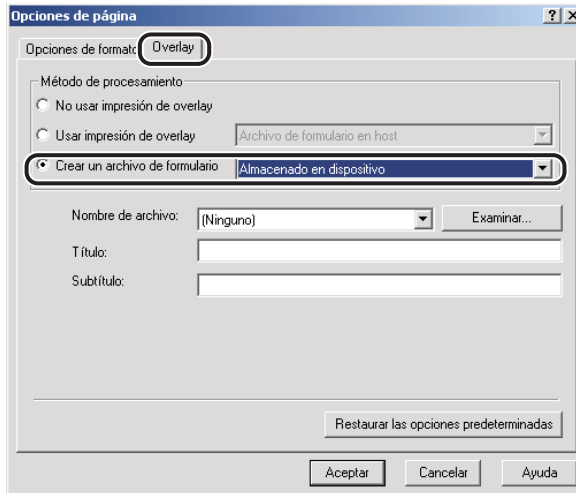 Opciones de página
Opciones de formato Overlay
Método de procesamiento
No usar impresión de overlay
Usar impresión de overlay Archivo de formulario en host
Crear un archivo de formulario Almacenado en dispositivo
Nombre de archivo: (Ninguno) Examinar...
Título:
Subtítulo:
Restaurar las opciones predeterminadas
Aceptar Cancelar Ayuda